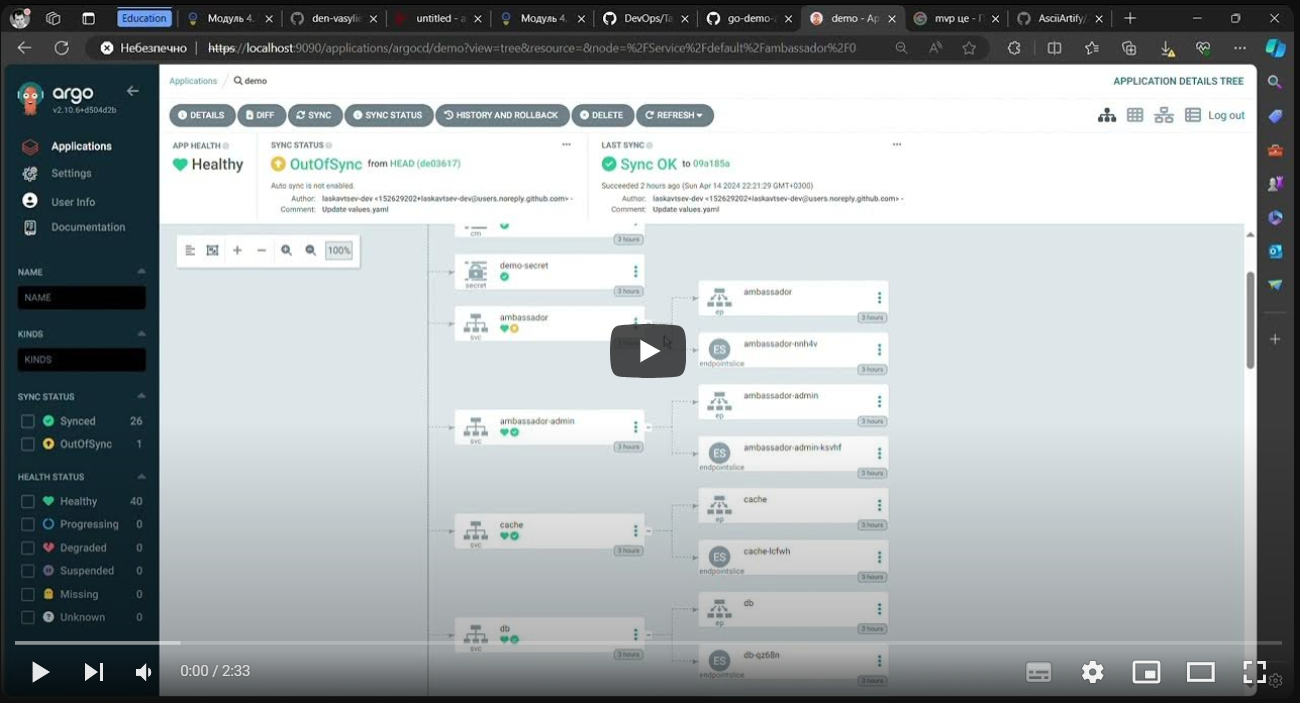 Education
Модуль 4.
den-vasylie
untitled - a
Модуль 4.
DevOps/Ta
go-demo-
demo - Ap
mvp це - П
AsciiArtify/
Небезпечно
https://localhost:9090/applications/argocd/demo?view=tree&resource=&node=%2FService%2Fdefault%2Fambassador%2F0
argo
v2.10.6+d504d2b
Applications
Settings
User Info
Documentation
NAME
NAME
KINDS
KINDS
SYNC STATUS
Synced 26
OutOfSync 1
HEALTH STATUS
Healthy 40
Progressing 0
Degraded 0
Suspended 0
Missing 0
Unknown 0
Applications / demo
APPLICATION DETAILS TREE
DETAILS
DIFF
SYNC
SYNC STATUS
HISTORY AND ROLLBACK
DELETE
REFRESH
Log out
APP HEALTH
Healthy
SYNC STATUS
OutOfSync from HEAD (de03617)
Auto sync is not enabled.
Author: laskavtsev-dev <152629202+laskavtsev-dev@users.noreply.github.com> -
Comment: Update values.yaml
LAST SYNC
Sync OK to 09a185a
Succeeded 2 hours ago (Sun Apr 14 2024 22:21:29 GMT+0300)
Author: laskavtsev-dev <152629202+laskavtsev-dev@users.noreply.github.com> -
Comment: Update values.yaml
100%
cm
3 hours
demo-secret
secret
3 hours
ambassador
svc
ambassador
ep
3 hours
ES
ambassador-nnh4v
endpointslice
3 hours
ambassador-admin
svc
3 hours
ambassador-admin
ep
3 hours
ES
ambassador-admin-ksvhf
endpointslice
3 hours
cache
svc
3 hours
cache
ep
3 hours
ES
cache-lcfwh
endpointslice
3 hours
db
svc
3 hours
db
ep
3 hours
ES
db-qz68n
endpointslice
3 hours
0:00 / 2:33